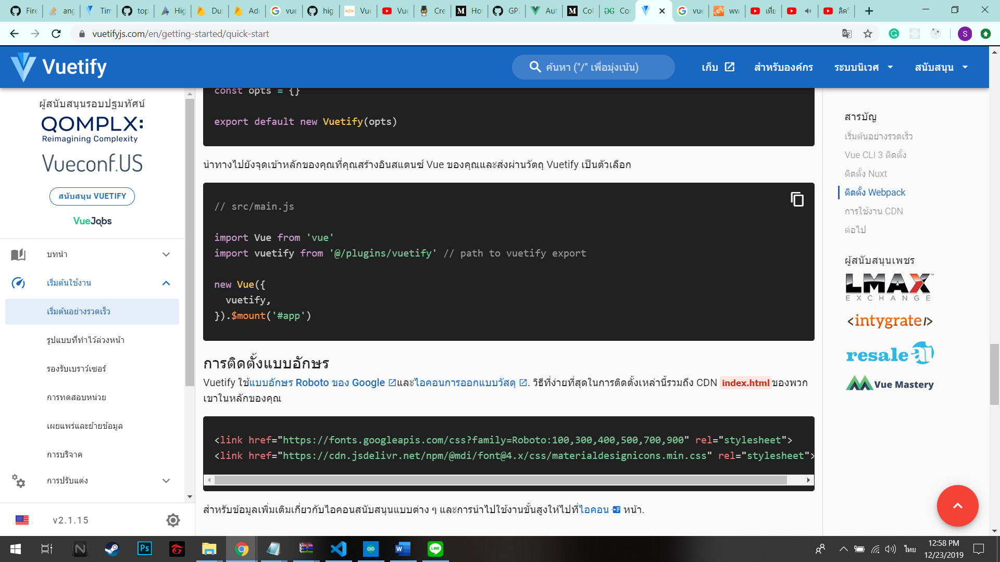 Fire
ang
Tim
top
Hig
Dus
Add
vue
hig
Vue
Vue
Cre
Ho
GP
Aut
Col
Cor
vue
ww
เที่ย
vuetifyjs.com/en/getting-started/quick-start
S
Vuetify
ค้นหา ("/" เพื่อมุ่งเน้น)
เก็บ
สำหรับองค์กร
ระบบนิเวศ
สนับสนุน
ผู้สนับสนุนรอบปฐมทัศน์
QOMPLX:
Reimagining Complexity
Vueconf.US
สนับสนุน VUETIFY
VueJobs
บทนำ
เริ่มต้นใช้งาน
เริ่มต้นอย่างรวดเร็ว
รูปแบบที่ทำไว้ล่วงหน้า
รองรับเบราว์เซอร์
การทดสอบหน่วย
เผยแพร่และย้ายข้อมูล
การบริจาค
การปรับแต่ง
v2.1.15
const opts = {}
export default new Vuetify(opts)
นำทางไปยังจุดเข้าหลักของคุณที่คุณสร้างอินสแตนซ์ Vue ของคุณและส่งผ่านวัตถุ Vuetify เป็นตัวเลือก
// src/main.js
import Vue from 'vue'
import vuetify from '@/plugins/vuetify' // path to vuetify export
new Vue({
vuetify,
}).$mount('#app')
การติดตั้งแบบอักษร
Vuetify ใช้แบบอักษร Roboto ของ Google และไอคอนการออกแบบวัสดุ . วิธีที่ง่ายที่สุดในการติดตั้งเหล่านี้รวมถึง CDN index.html ของพวก
เขาในหลักของคุณ
<link href="https://fonts.googleapis.com/css?family=Roboto:100,300,400,500,700,900" rel="stylesheet">
<link href="https://cdn.jsdelivr.net/npm/@mdi/font@4.x/css/materialdesignicons.min.css" rel="stylesheet">
สำหรับข้อมูลเพิ่มเติมเกี่ยวกับไอคอนสนับสนุนแบบต่าง ๆ และการนำไปใช้งานขั้นสูงให้ไปที่ไอคอน หน้า.
สารบัญ
เริ่มต้นอย่างรวดเร็ว
Vue CLI 3 ติดตั้ง
ติดตั้ง Nuxt
ติดตั้ง Webpack
การใช้งาน CDN
ต่อไป
ผู้สนับสนุนเพชร
LMAX
EXCHANGE
<intygrate/>
resale ai
Vue Mastery
Ps
LINE
ไทย
12:58 PM
12/23/2019